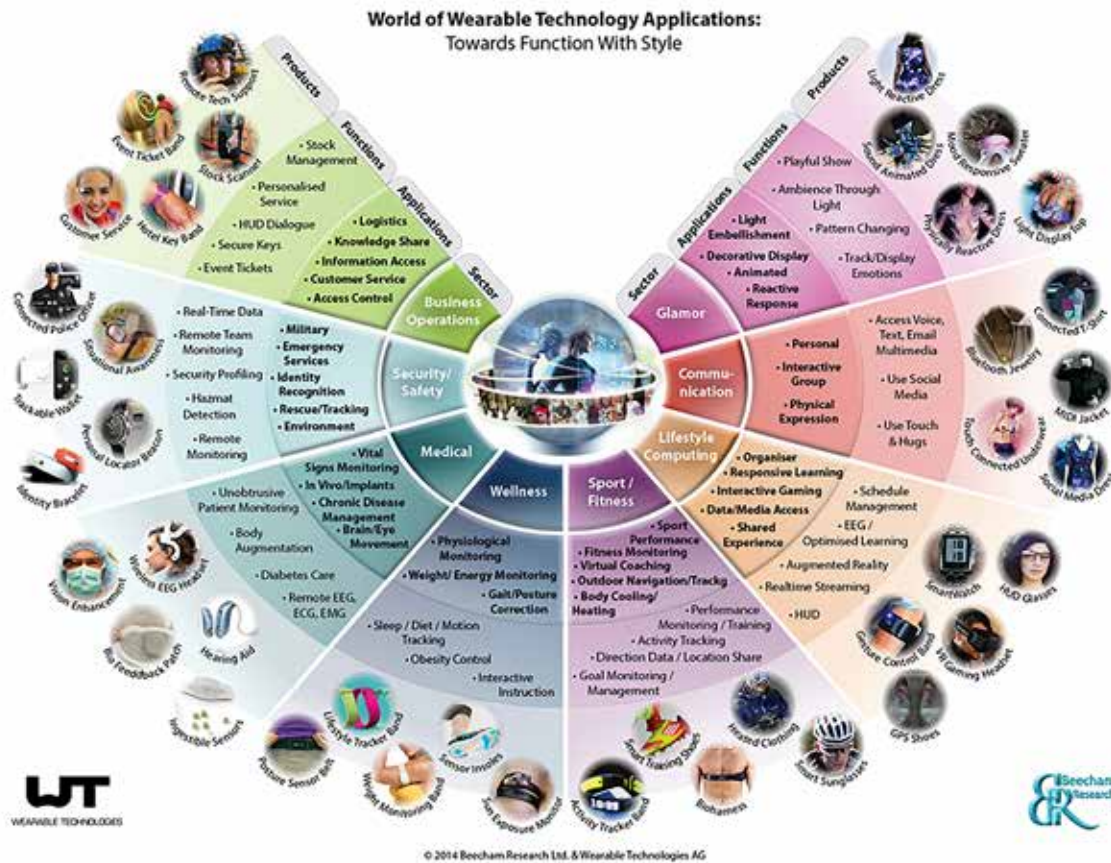 World of Wearable Technology Applications:
Towards Function With Style
Products
Functions
Applications
Sector
Business
Operations
• Logistics
• Knowledge Share
• Information Access
• Customer Service
• Access Control
• Stock
Management
• Personalised
Service
• HUD Dialogue
• Secure Keys
• Event Tickets
Remote Tech Support
Event Ticket Band
Stock Scanner
Customer Service
Hotel Key Band
Security/
Safety
• Military
• Emergency
Services
• Identity
Recognition
• Rescue/Tracking
• Environment
• Real-Time Data
• Remote Team
Monitoring
• Security Profiling
• Hazmat
Detection
• Remote
Monitoring
Connected Police Officer
Situational Awareness
Trackable Wallet
Personal Locator Beacon
Identity Bracelet
Medical
• Vital
Signs Monitoring
• In Vivo/Implants
• Chronic Disease
Management
• Brain/Eye
Movement
• Unobtrusive
Patient Monitoring
• Body
Augmentation
• Diabetes Care
• Remote EEG,
ECG, EMG
Vision Enhancement
Wireless EEG Headset
Bio Feedback Patch
Hearing Aid
Ingestible Sensors
Wellness
• Physiological
Monitoring
• Weight/ Energy Monitoring
• Gait/Posture
Correction
• Sleep / Diet / Motion
Tracking
• Obesity Control
• Interactive
Instruction
Posture Sensor Belt
Lifestyle Tracker Band
Weight Monitoring Band
Sensor Insoles
Sun Exposure Monitor
Sport /
Fitness
• Sport
Performance
• Fitness Monitoring
• Virtual Coaching
• Outdoor Navigation/Trackg
• Body Cooling/
Heating
• Performance
Monitoring / Training
• Activity Tracking
• Direction Data / Location Share
• Goal Monitoring /
Management
Activity Tracker Band
Smart Training Shoes
Bioharness
Heated Clothing
Smart Sunglasses
Lifestyle
Computing
• Organiser
• Responsive Learning
• Interactive Gaming
• Data/Media Access
• Shared
Experience
• Schedule
Management
• EEG /
Optimised Learning
• Augmented Reality
• Realtime Streaming
• HUD
SmartWatch
HUD Glasses
Gesture Control Band
VR Gaming Headset
GPS Shoes
Commu-
nication
• Personal
• Interactive
Group
• Physical
Expression
• Access Voice,
Text, Email
Multimedia
• Use Social
Media
• Use Touch
& Hugs
Connected T-Shirt
Bluetooth Jewelry
MIDI Jacket
Touch Connected Underwear
Social Media Dress
Glamor
• Light
Embellishment
• Decorative Display
• Animated
• Reactive
Response
• Playful Show
• Ambience Through
Light
• Pattern Changing
• Track/Display
Emotions
Light Reactive Dress
Sound Animated Dress
Mood Responsive Sweater
Physically Reactive Dress
Light Display Top
Products
Functions
Applications
Sector
WT
WEARABLE TECHNOLOGIES
Beecham
Research
© 2014 Beecham Research Ltd. & Wearable Technologies AG